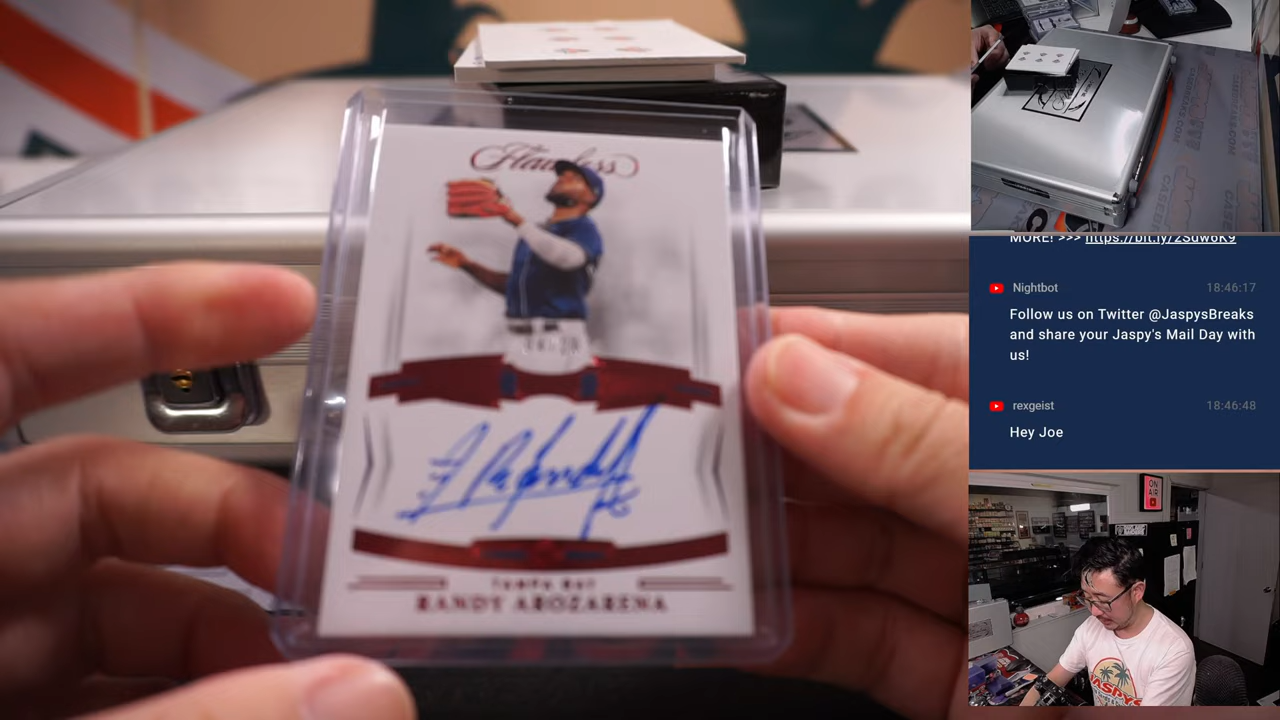 Flawless
TAMPA BAY
RANDY AROZARENA
MORE! >>> https://bit.ly/2Sdw6K9
Nightbot
18:46:17
Follow us on Twitter @JaspysBreaks
and share your Jaspy's Mail Day with
us!
rexgeist
18:46:48
Hey Joe
ON
AIR
JASPYS